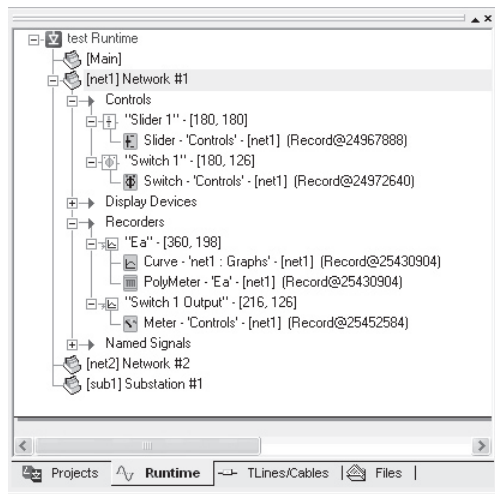 test Runtime
[Main]
[net1] Network #1
Controls
"Slider 1" - [180, 180]
Slider - 'Controls' - [net1] (Record@24967888)
"Switch 1" - [180, 126]
Switch - 'Controls' - [net1] (Record@24972640)
Display Devices
Recorders
"Ea" - [360, 198]
Curve - 'net1 : Graphs' - [net1] (Record@25430904)
PolyMeter - 'Ea' - [net1] (Record@25430904)
"Switch 1 Output" - [216, 126]
Meter - 'Controls' - [net1] (Record@25452584)
Named Signals
[net2] Network #2
[sub1] Substation #1
Projects Runtime TLines/Cables Files